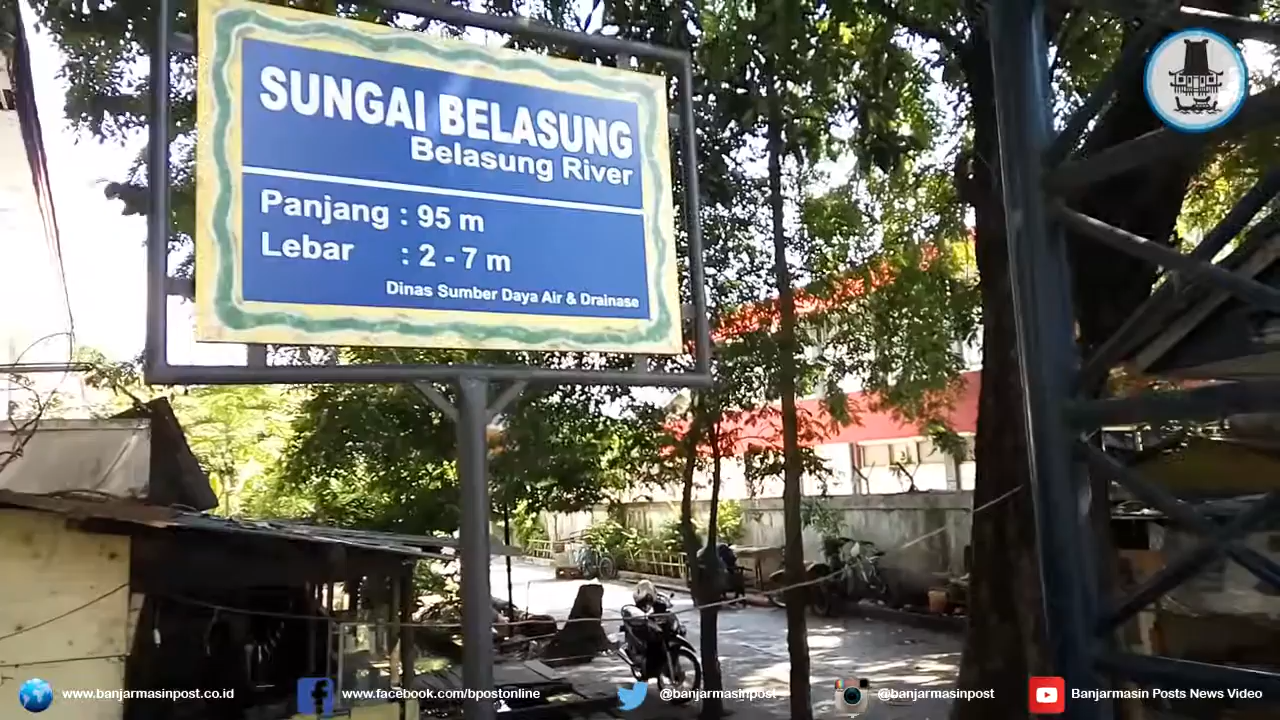 SUNGAI BELASUNG
Belasung River
Panjang : 95 m
Lebar : 2 - 7 m
Dinas Sumber Daya Air & Drainase
www.banjarmasinpost.co.id
www.facebook.com/bpostonline
@banjarmasinpost
@banjarmasinpost
Banjarmasin Posts News Video